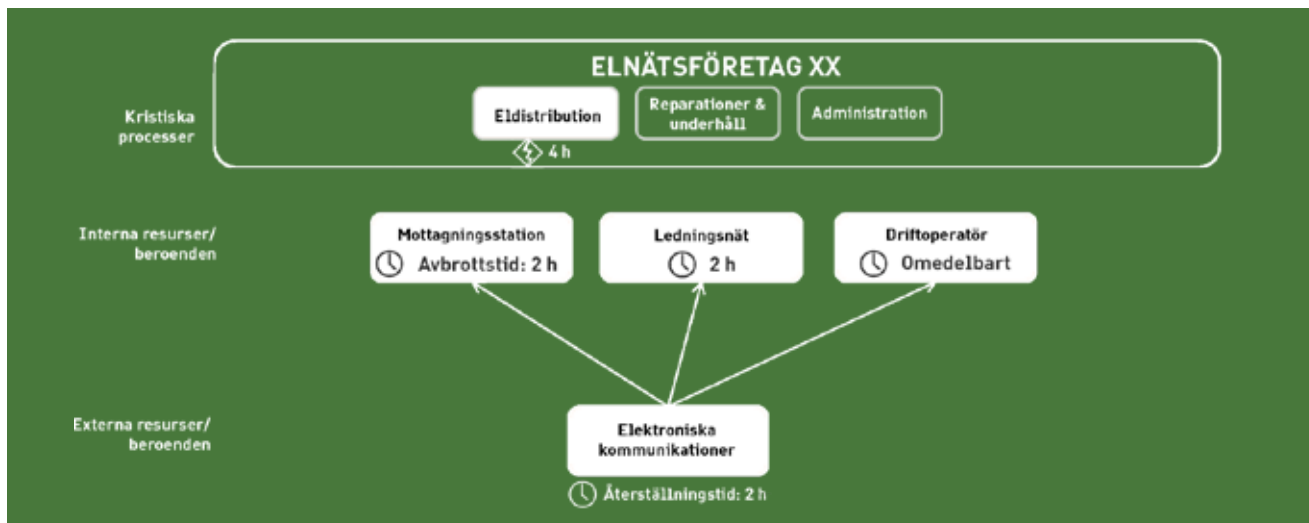 ELNÄTSFÖRETAG XX
Kristiska
processer
Eldistribution
Reparationer &
underhåll
Administration
4 h
Interna resurser/
beroenden
Mottagningsstation
Avbrottstid: 2 h
Ledningsnät
2 h
Driftoperatör
Omedelbart
Externa resurser/
beroenden
Elektroniska
kommunikationer
Återställningstid: 2 h